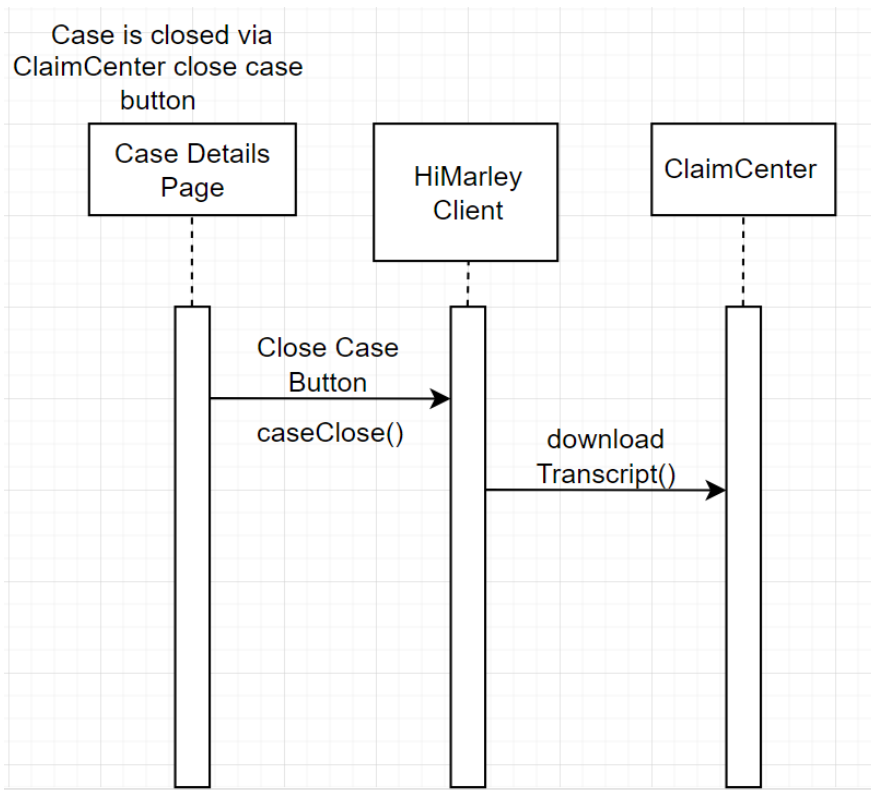 Case is closed via
ClaimCenter close case
button
Case Details
Page
HiMarley
Client
ClaimCenter
Close Case
Button
caseClose()
download
Transcript()